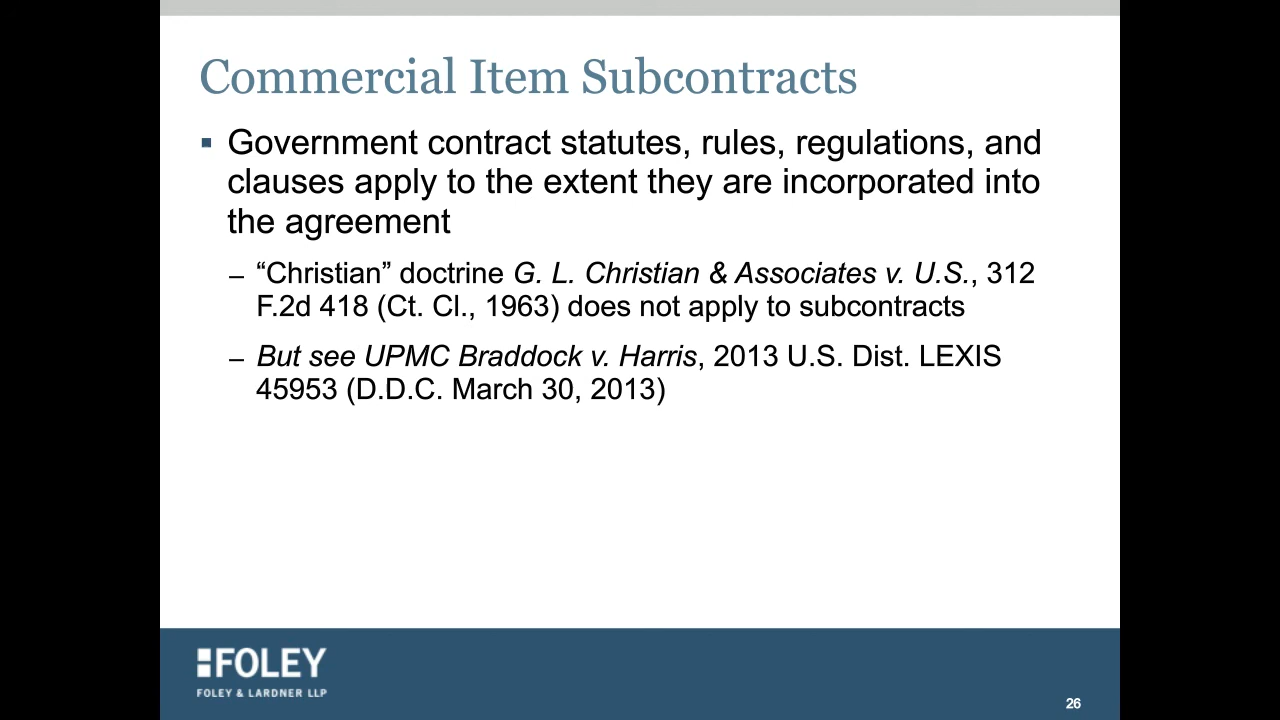 Commercial Item Subcontracts
▪ Government contract statutes, rules, regulations, and
clauses apply to the extent they are incorporated into
the agreement
– “Christian” doctrine G. L. Christian & Associates v. U.S., 312
F.2d 418 (Ct. Cl., 1963) does not apply to subcontracts
– But see UPMC Braddock v. Harris, 2013 U.S. Dist. LEXIS
45953 (D.D.C. March 30, 2013)
FOLEY
FOLEY & LARDNER LLP
26